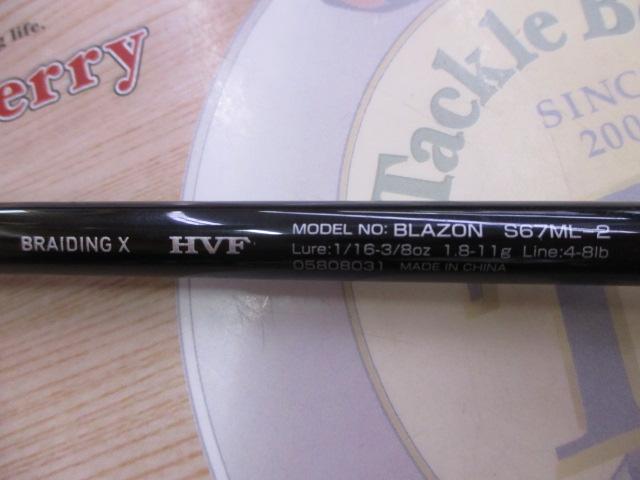 g life.
erry
Tackle B
SINC
200
BRAIDING X HVF
MODEL NO: BLAZON S67ML-2
Lure:1/16-3/8oz 1.8-11g Line:4-8lb
05808031 MADE IN CHINA